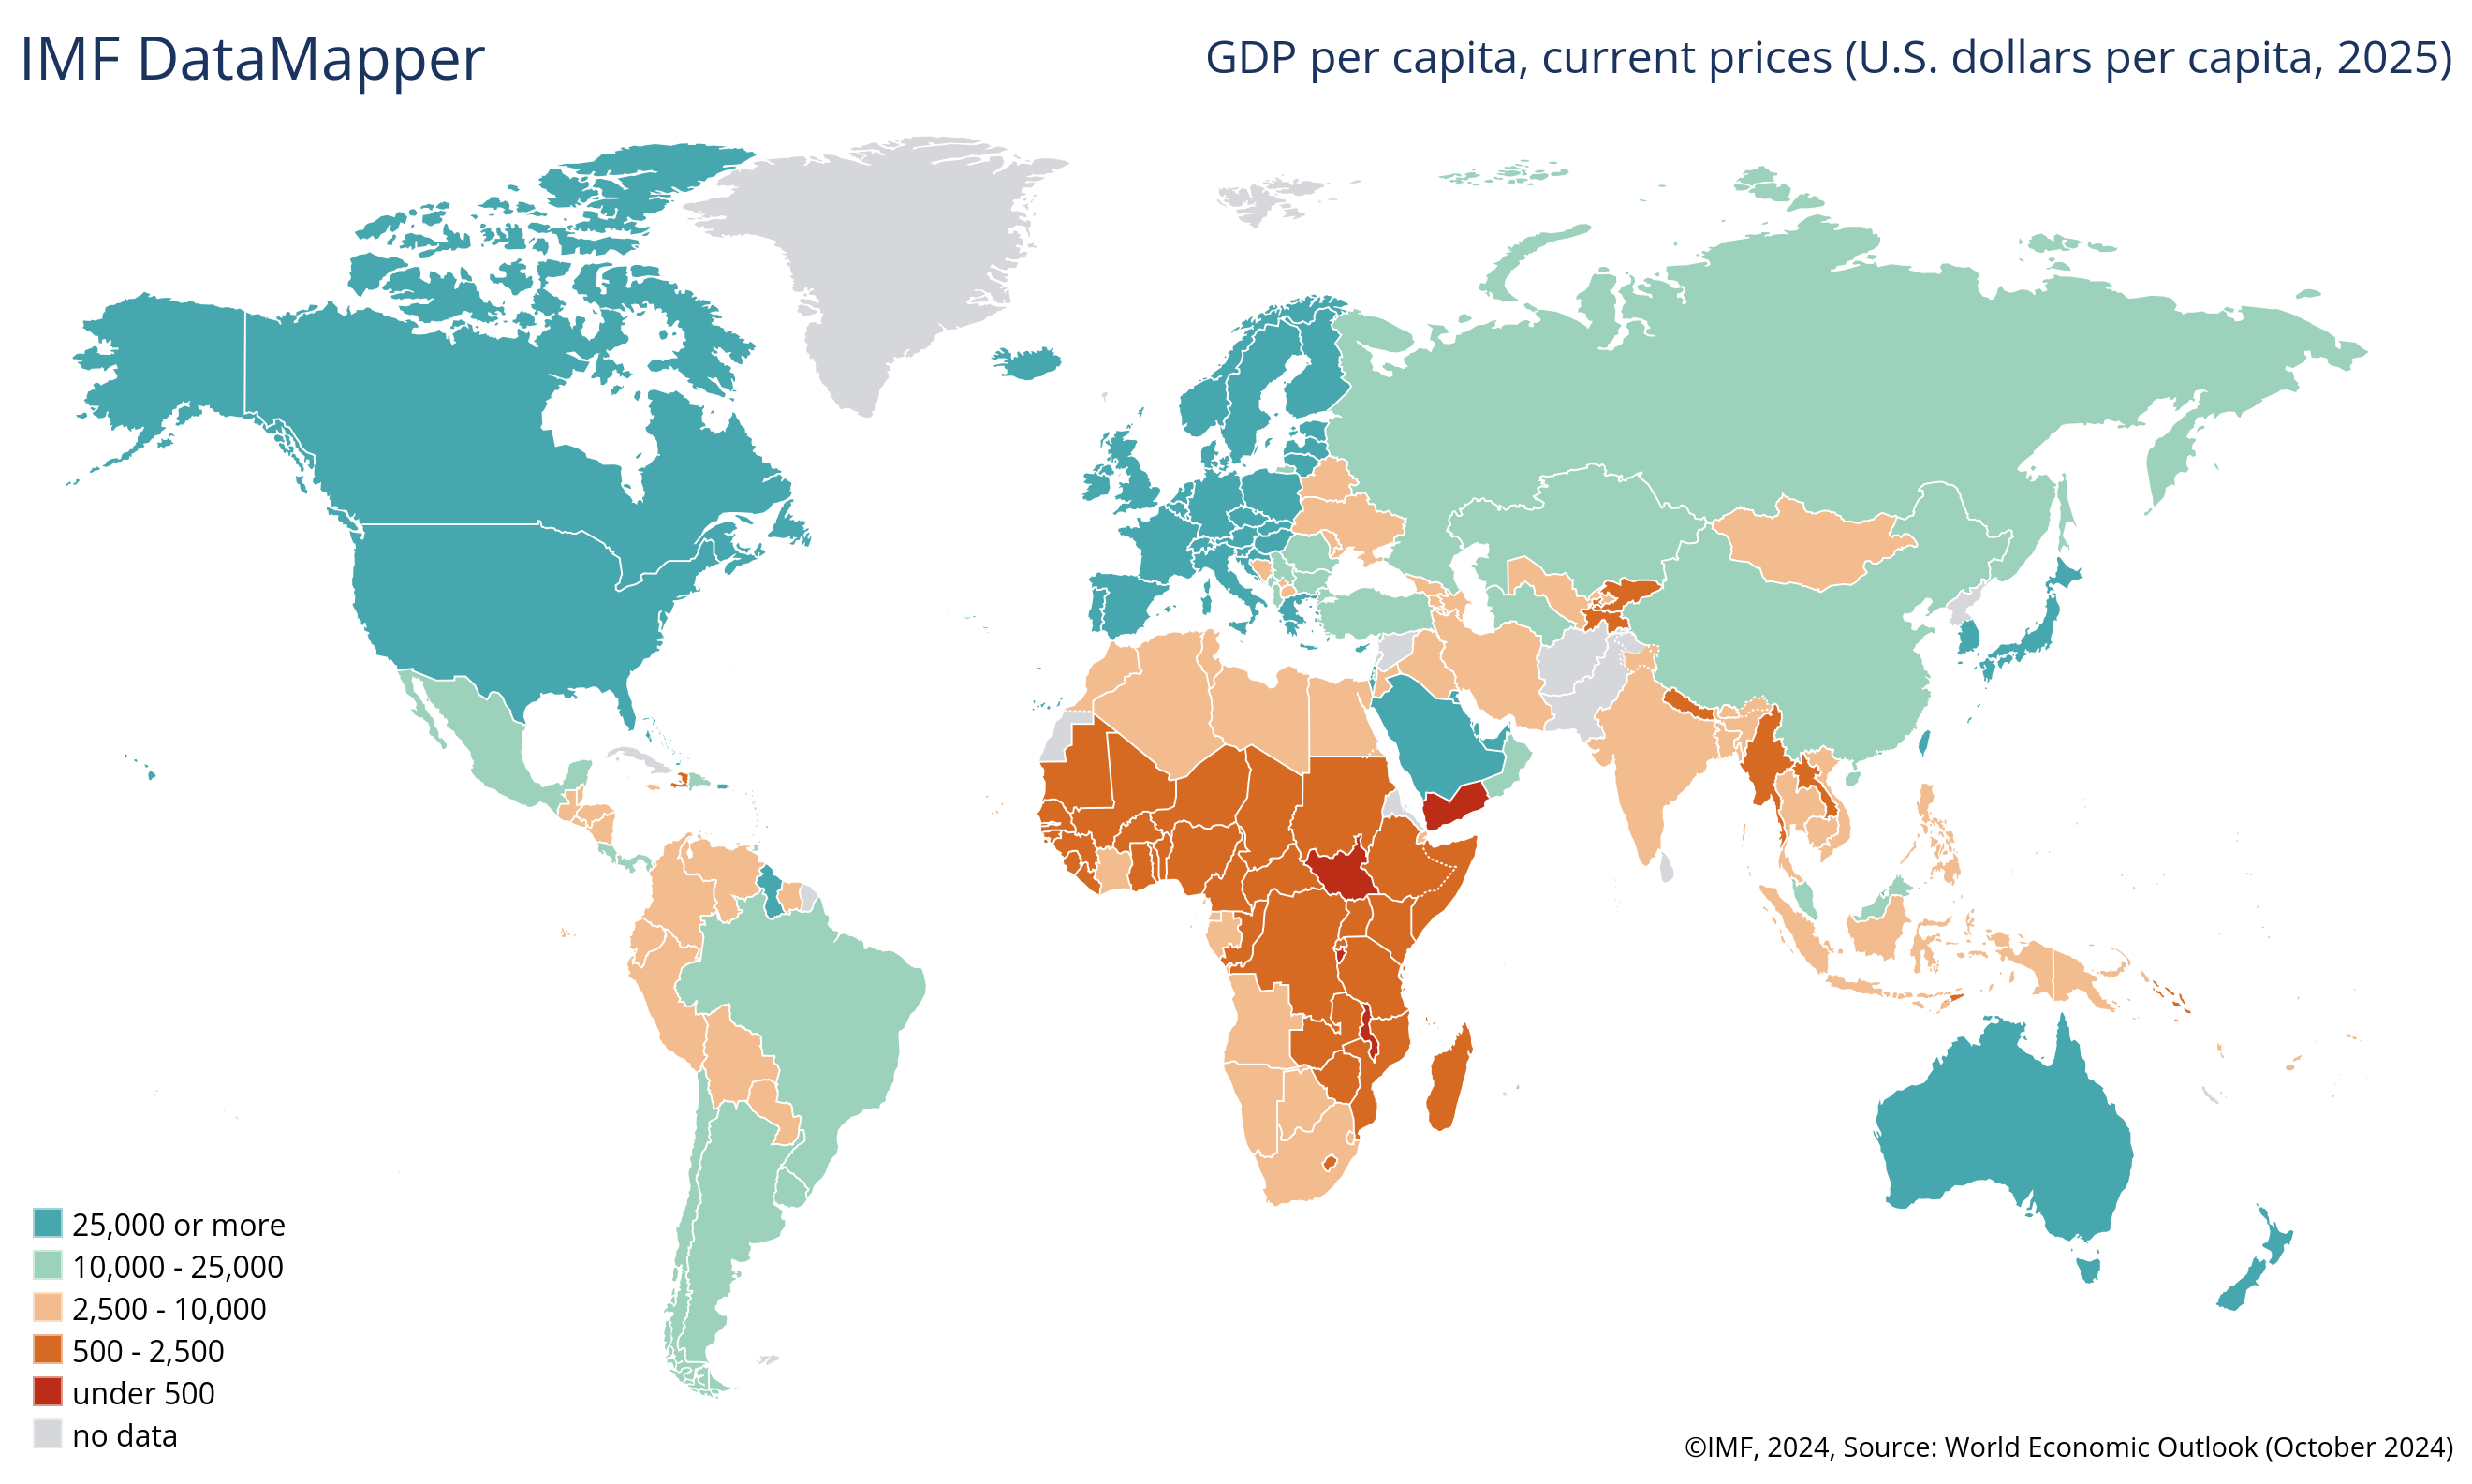 IMF DataMapper
GDP per capita, current prices (U.S. dollars per capita, 2025)
25,000 or more
10,000 - 25,000
2,500 - 10,000
500 - 2,500
under 500
no data
©IMF, 2024, Source: World Economic Outlook (October 2024)